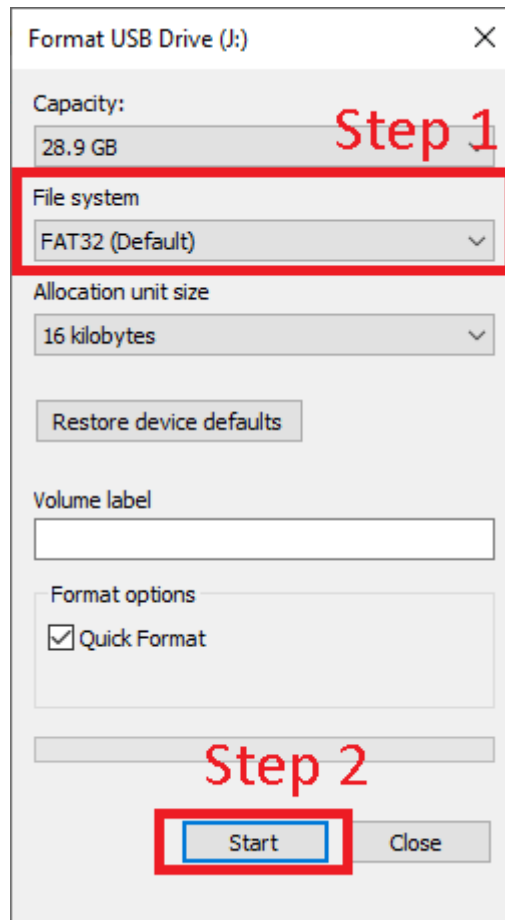 Format USB Drive (J:)
Capacity:
Step 1
28.9 GB
File system
FAT32 (Default)
Allocation unit size
16 kilobytes
Restore device defaults
Volume label
Format options
Quick Format
Step 2
Start Close